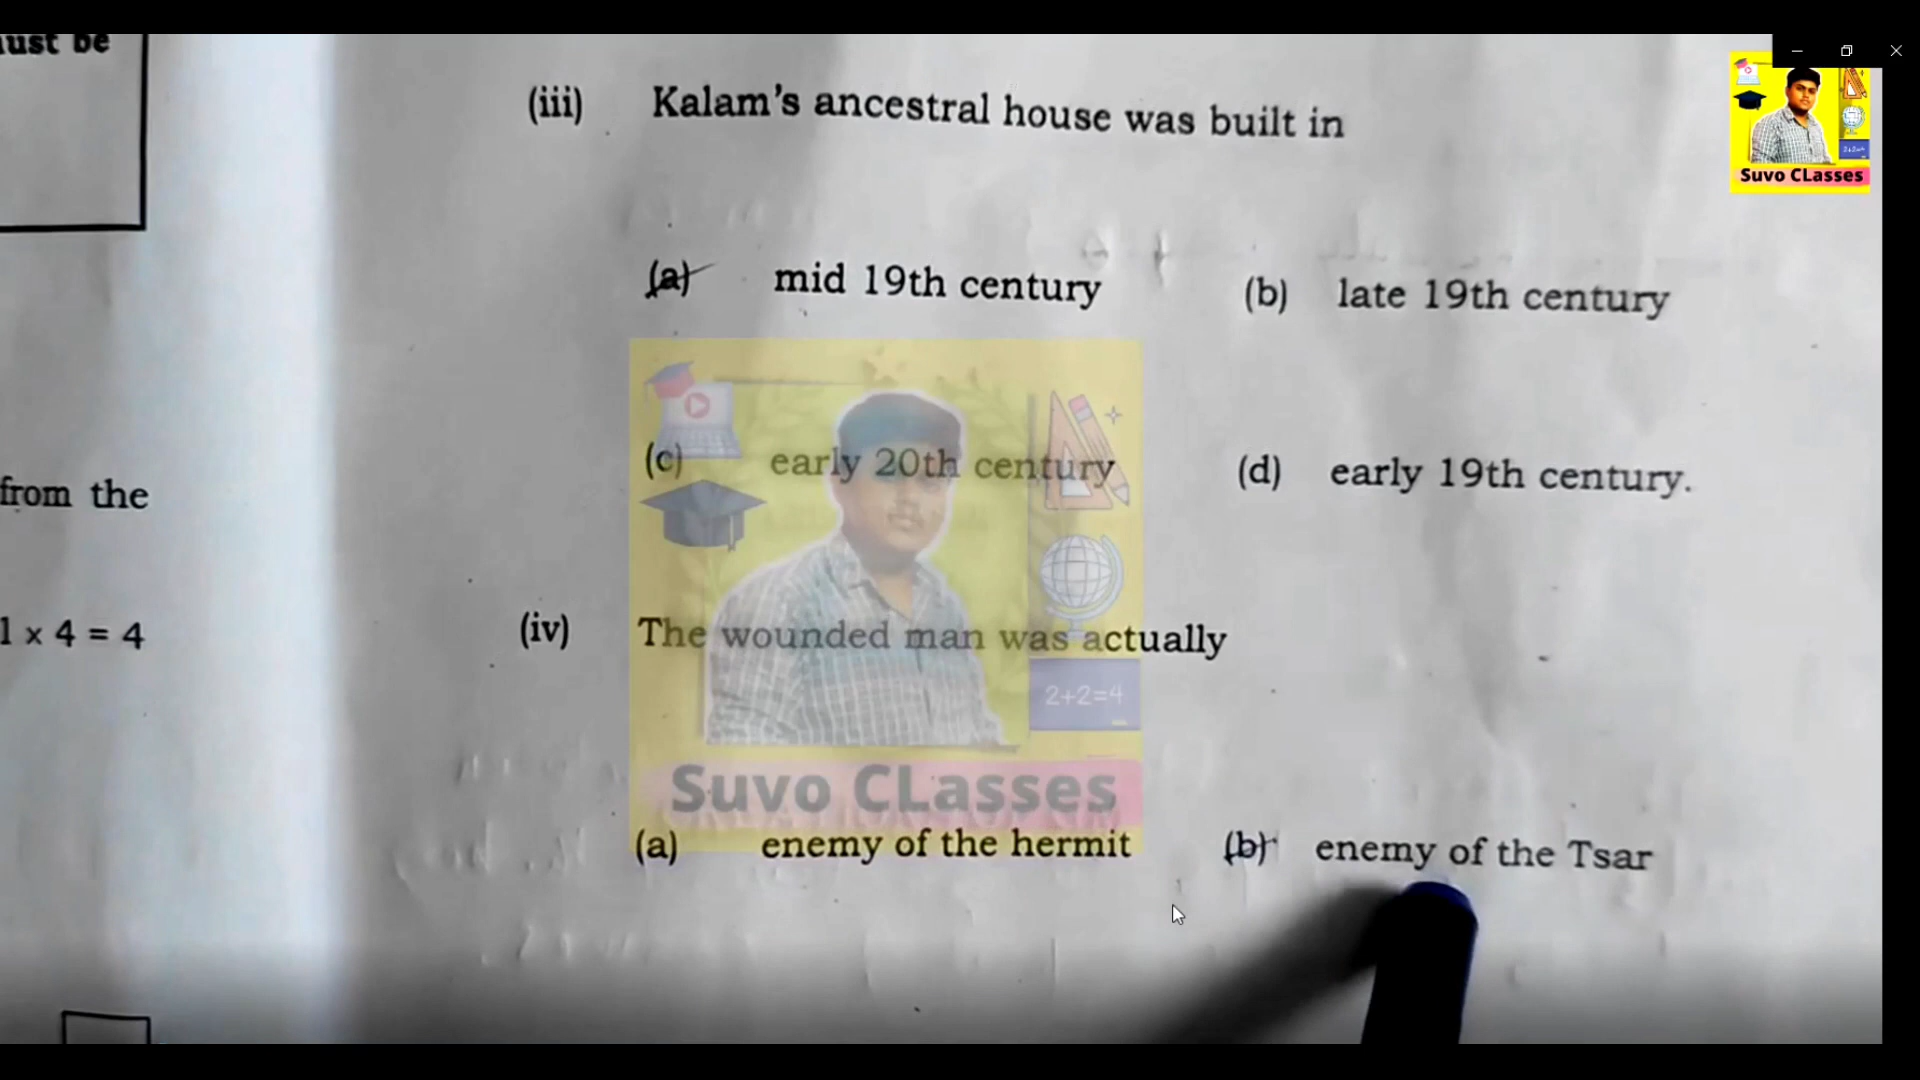 ust be
(iii) Kalam's ancestral house was built in
Suvo CLasses
(a) mid 19th century (b) late 19th century
(c) early 20th century (d) early 19th century.
from the
1 x 4 = 4
(iv) The wounded man was actually
2+2=4
Suvo CLasses
(a) enemy of the hermit (b) enemy of the Tsar